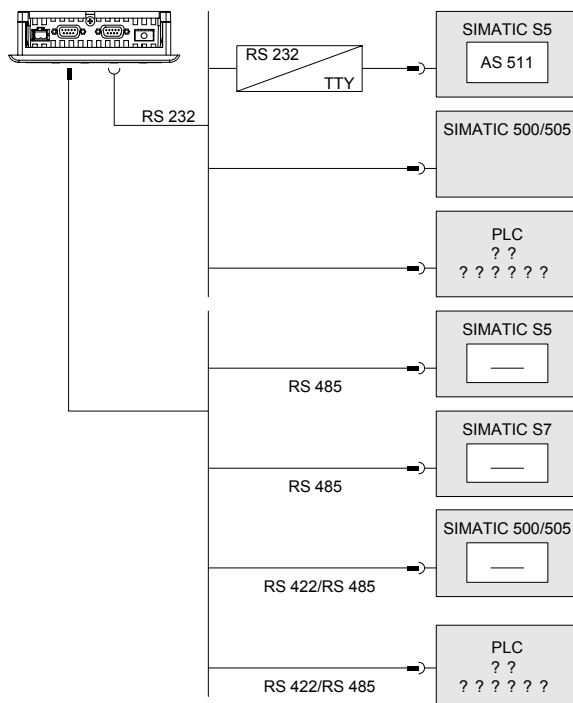 SIMATIC S5
RS 232
AS 511
TTY
RS 232
SIMATIC 500/505
PLC
? ?
? ? ? ? ? ?
SIMATIC S5
RS 485
SIMATIC S7
RS 485
SIMATIC 500/505
RS 422/RS 485
PLC
? ?
RS 422/RS 485
? ? ? ? ? ?